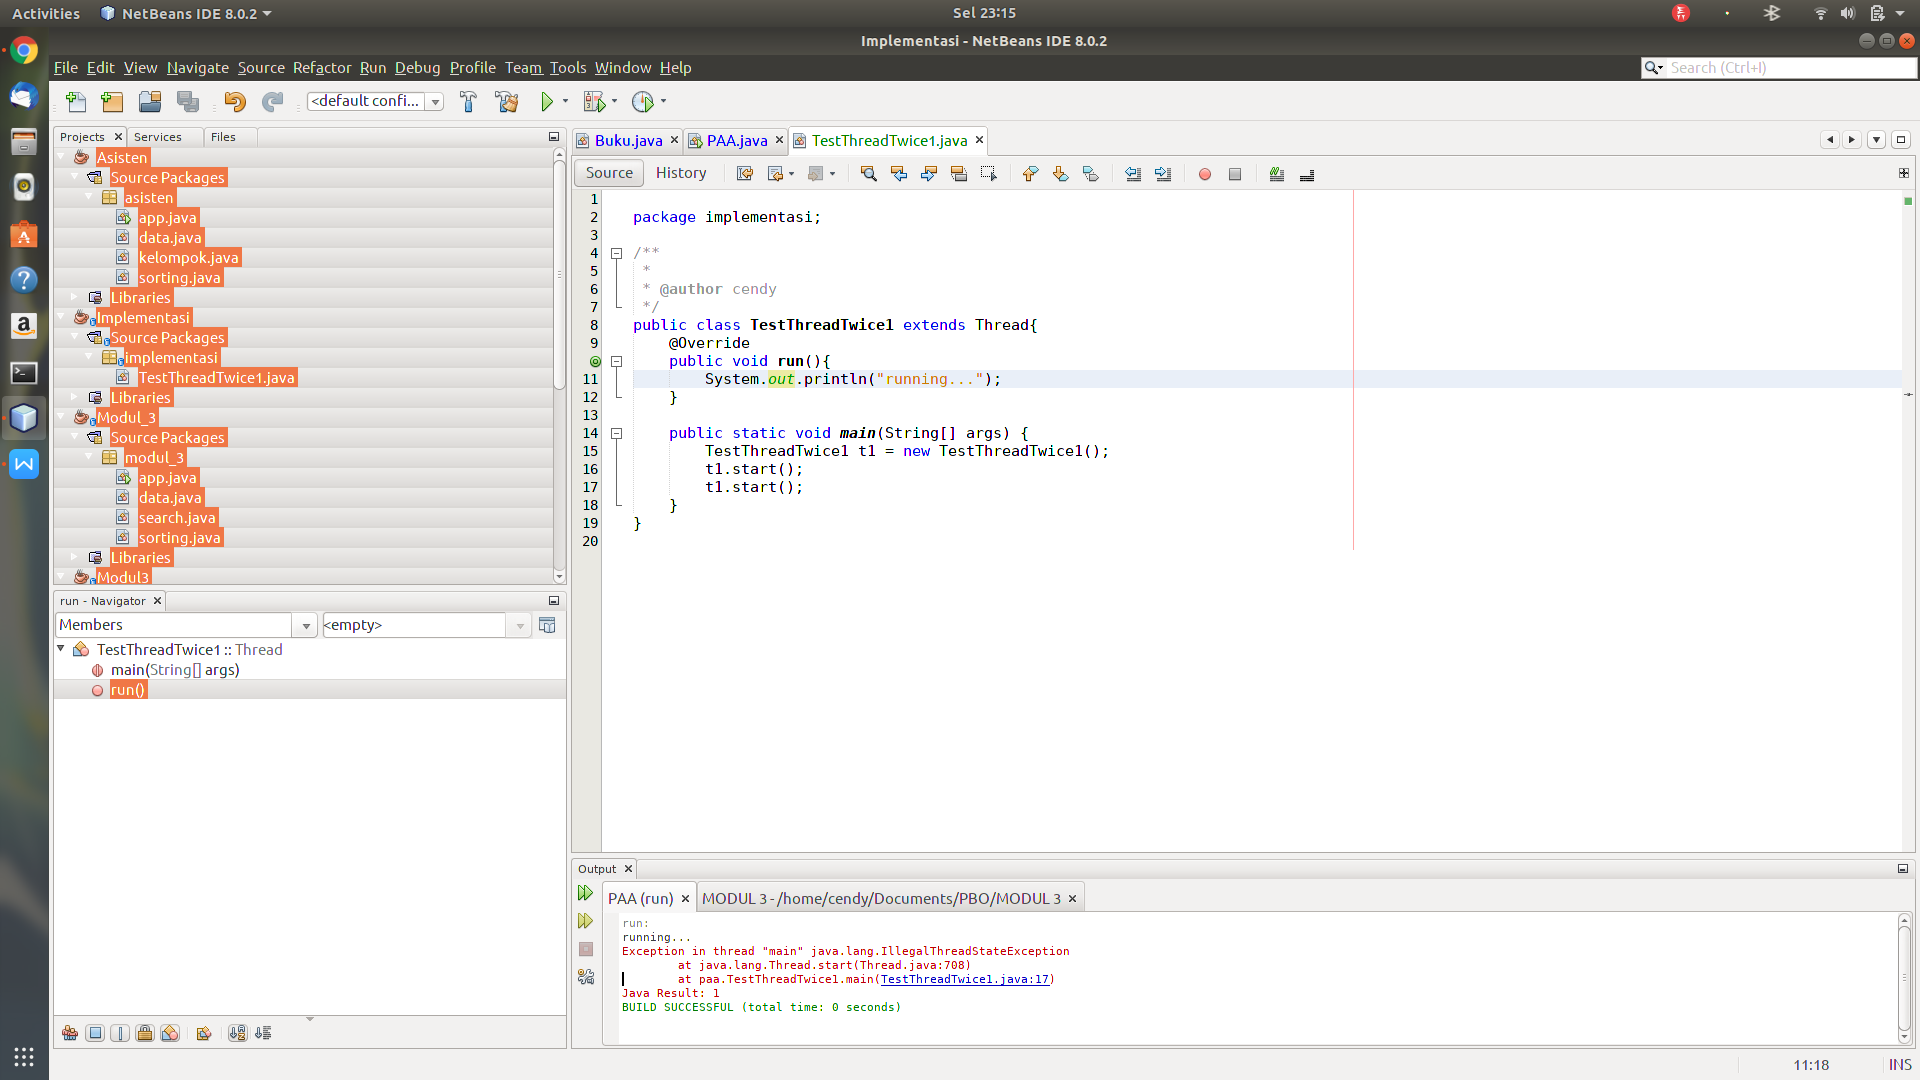 Activities NetBeans IDE 8.0.2 Sel 23:15
Implementasi - NetBeans IDE 8.0.2
File Edit View Navigate Source Refactor Run Debug Profile Team Tools Window Help Search (Ctrl+I)
<default confi...
Projects Services Files
Asisten
Source Packages
asisten
app.java
data.java
kelompok.java
sorting.java
Libraries
Implementasi
Source Packages
implementasi
TestThreadTwice1.java
Libraries
Modul_3
Source Packages
modul_3
app.java
data.java
search.java
sorting.java
Libraries
Modul3
run - Navigator
Members <empty>
TestThreadTwice1 :: Thread
main(String[] args)
run()
Buku.java PAA.java TestThreadTwice1.java
Source History
1
2 package implementasi;
3
4 /**
5 *
6 * @author cendy
7 */
8 public class TestThreadTwice1 extends Thread{
9 @Override
public void run(){
11 System.out.println("running...");
12 }
13
14 public static void main(String[] args) {
15 TestThreadTwice1 t1 = new TestThreadTwice1();
16 t1.start();
17 t1.start();
18 }
19 }
20
Output
PAA (run) MODUL 3 - /home/cendy/Documents/PBO/MODUL 3
run:
running...
Exception in thread "main" java.lang.IllegalThreadStateException
at java.lang.Thread.start(Thread.java:708)
at paa.TestThreadTwice1.main(TestThreadTwice1.java:17)
Java Result: 1
BUILD SUCCESSFUL (total time: 0 seconds)
11:18 INS